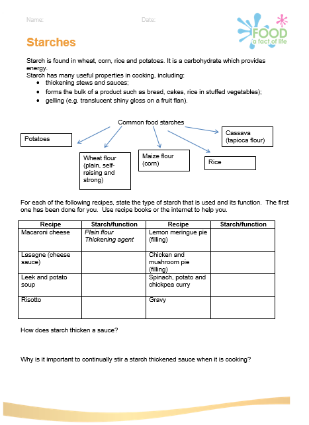 Name: Date:
FOOD
a fact of life
Starches
Starch is found in wheat, corn, rice and potatoes. It is a carbohydrate which provides
energy.
Starch has many useful properties in cooking, including:
• thickening stews and sauces;
• forms the bulk of a product such as bread, cakes, rice in stuffed vegetables);
• gelling (e.g. translucent shiny gloss on a fruit flan).
Common food starches
Potatoes
Wheat flour
(plain, self-
raising and
strong)
Maize flour
(corn)
Rice
Cassava
(tapioca flour)
For each of the following recipes, state the type of starch that is used and its function. The first
one has been done for you. Use recipe books or the internet to help you.
Recipe Starch/function Recipe Starch/function
Macaroni cheese Plain flour Lemon meringue pie
Thickening agent (filling)
Lasagne (cheese Chicken and
sauce) mushroom pie
(filling)
Leek and potato Spinach, potato and
soup chickpea curry
Risotto Gravy
How does starch thicken a sauce?
Why is it important to continually stir a starch thickened sauce when it is cooking?